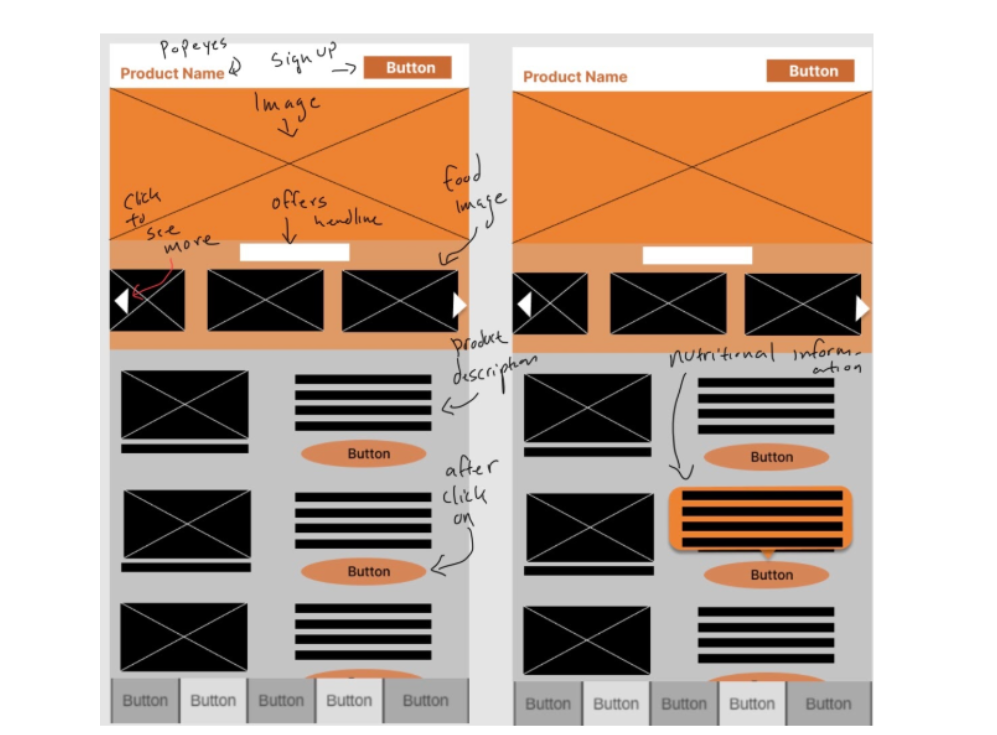 popeyes
Sign up
Product Name
Button
Image
Click
to
see
more
offers
headline
food
image
product
description
Button
after
click
on
Button
Button
Button
Button
Button
Button
Product Name
Button
nutritional inform-
ation
Button
Button
Button
Button
Button
Button
Button